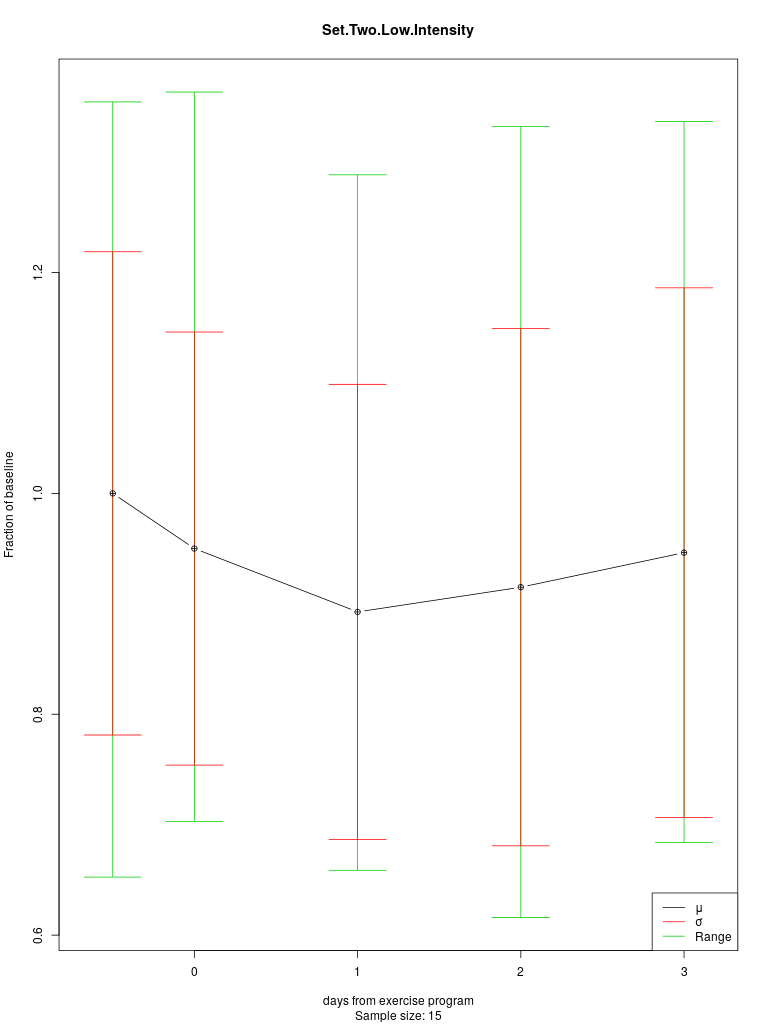 Set.Two.Low.Intensity
Fraction of baseline
1.2
1.0
0.8
0.6
0
1
2
3
μ
σ
Range
days from exercise program
Sample size: 15